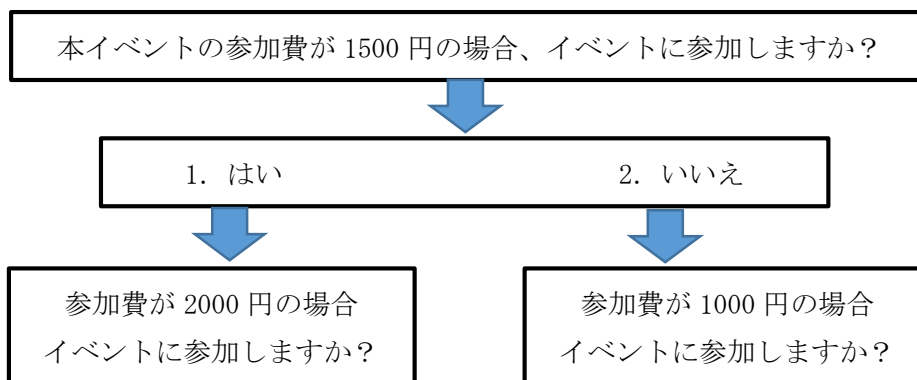 本イベントの参加費が 1500 円の場合、イベントに参加しますか？
1. はい 2. いいえ
参加費が 2000 円の場合
イベントに参加しますか？
参加費が 1000 円の場合
イベントに参加しますか？